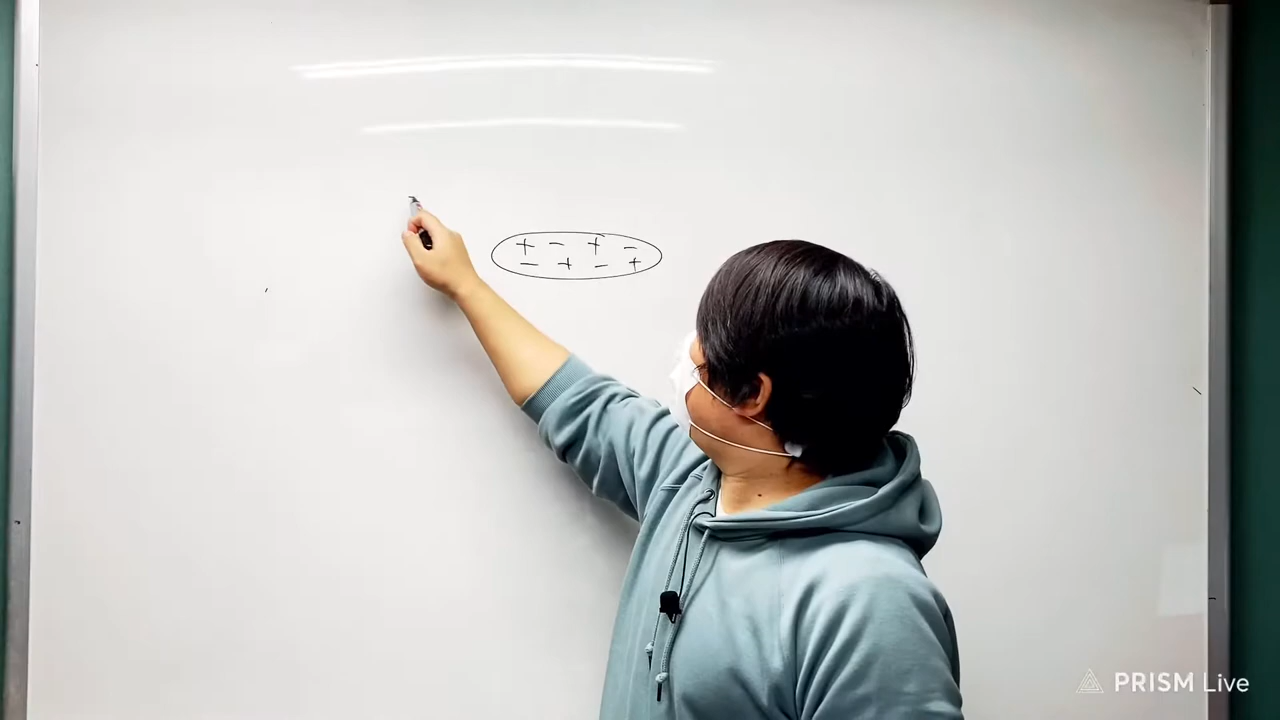 + − + −
− + − +
PRISM Live